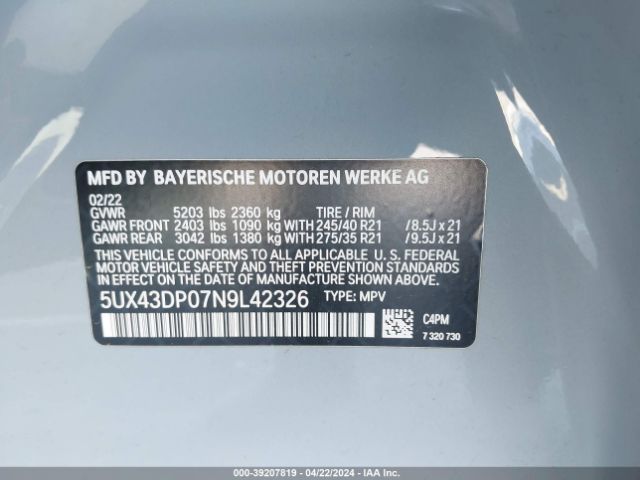 MFD BY BAYERISCHE MOTOREN WERKE AG
02/22
GVWR 5203 lbs 2360 kg TIRE / RIM
GAWR FRONT 2403 lbs 1090 kg WITH 245/40 R21 /8.5J x 21
GAWR REAR 3042 lbs 1380 kg WITH 275/35 R21 /9.5J x 21
THIS VEHICLE CONFORMS TO ALL APPLICABLE U. S. FEDERAL
MOTOR VEHICLE SAFETY, BUMPER, AND THEFT PREVENTION
STANDARDS IN EFFECT ON THE DATE OF MANUFACTURE SHOWN
ABOVE.
5UX43DP07N9L42326 TYPE: MPV
C4PM
7 320 730
000-39207819 - 04/22/2024 - IAA Inc.